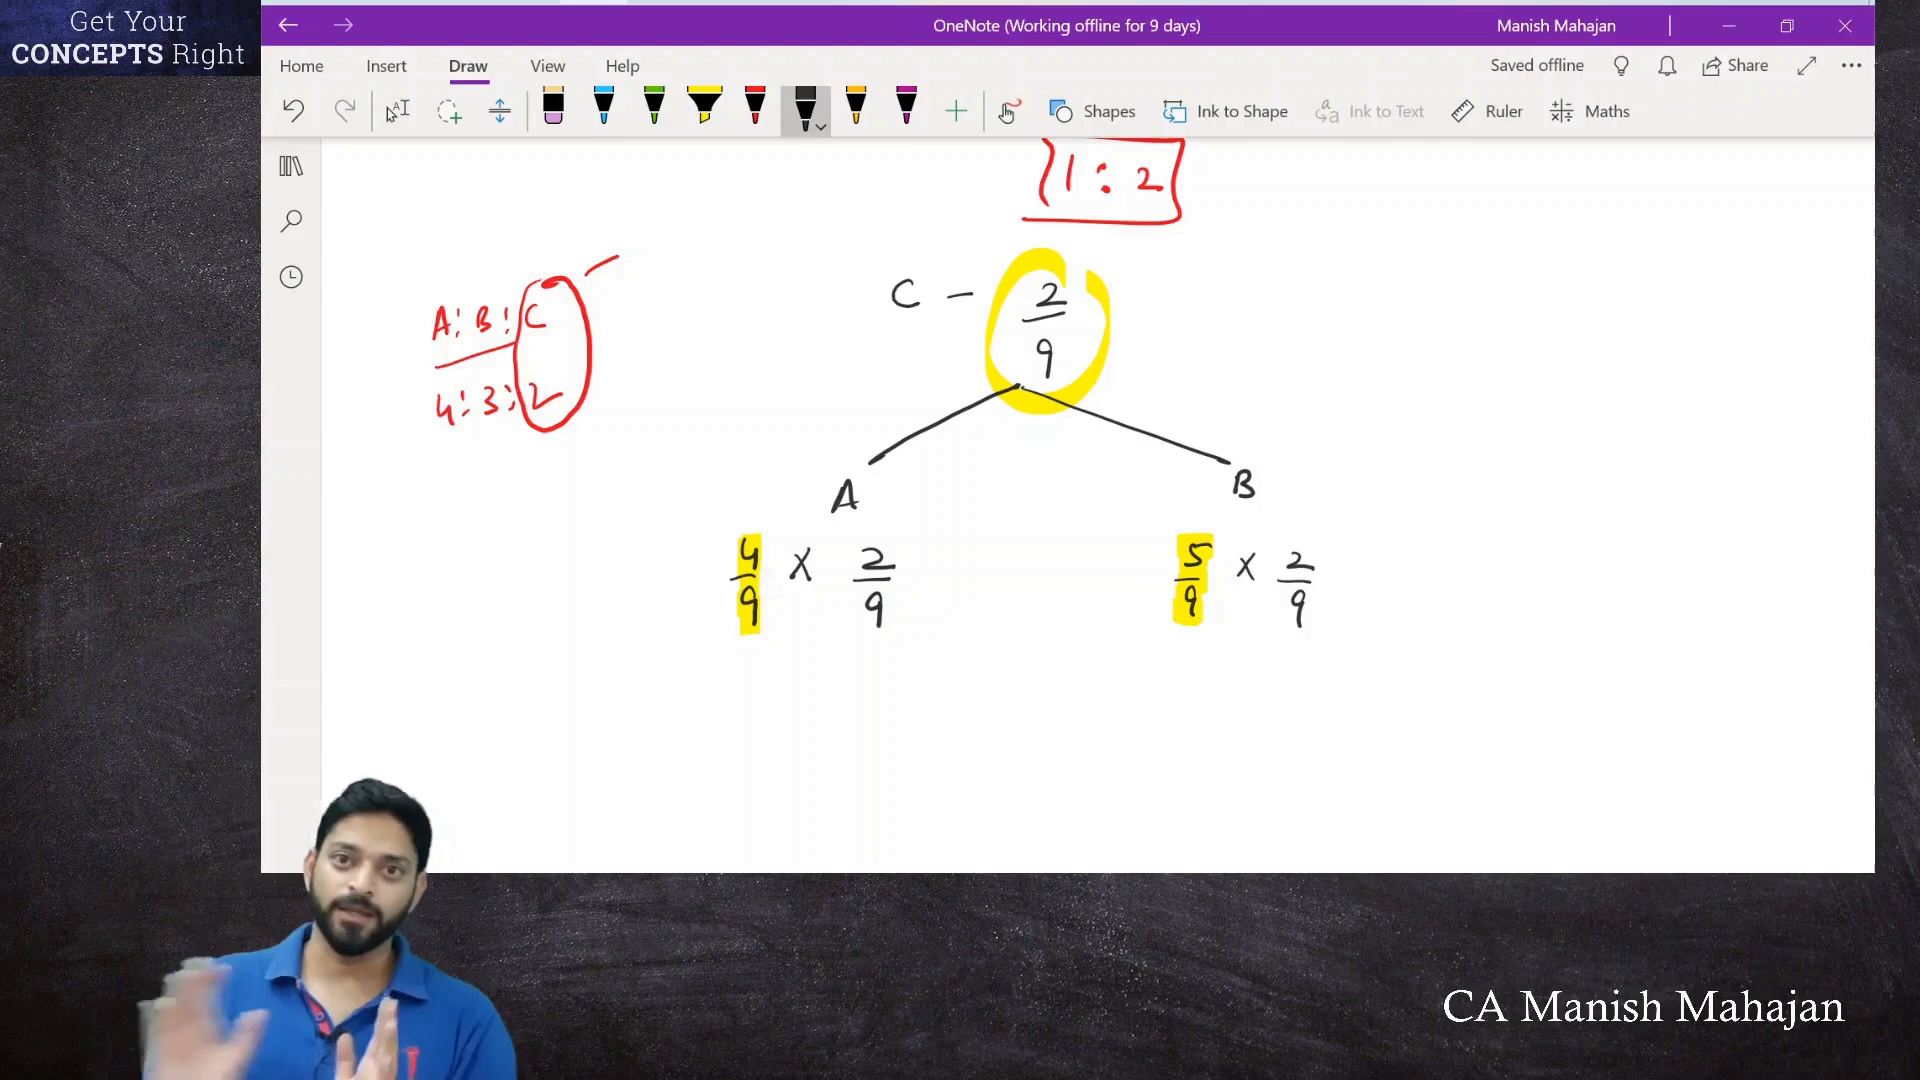 Get Your
CONCEPTS Right
OneNote (Working offline for 9 days)
Manish Mahajan
Home Insert Draw View Help
Saved offline
Share
Shapes
Ink to Shape
Ink to Text
Ruler
Maths
1 : 2
A : B : C
4 : 3 : 2
C - 2/9
A
B
4/9 X 2/9
5/9 X 2/9
CA Manish Mahajan